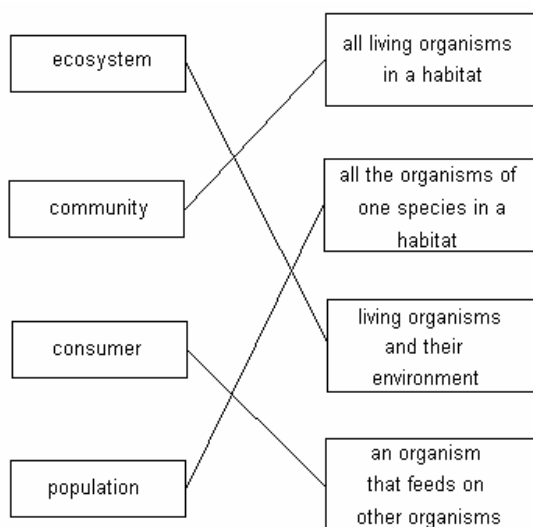 ecosystem
community
consumer
population
all living organisms
in a habitat
all the organisms of
one species in a
habitat
living organisms
and their
environment
an organism
that feeds on
other organisms